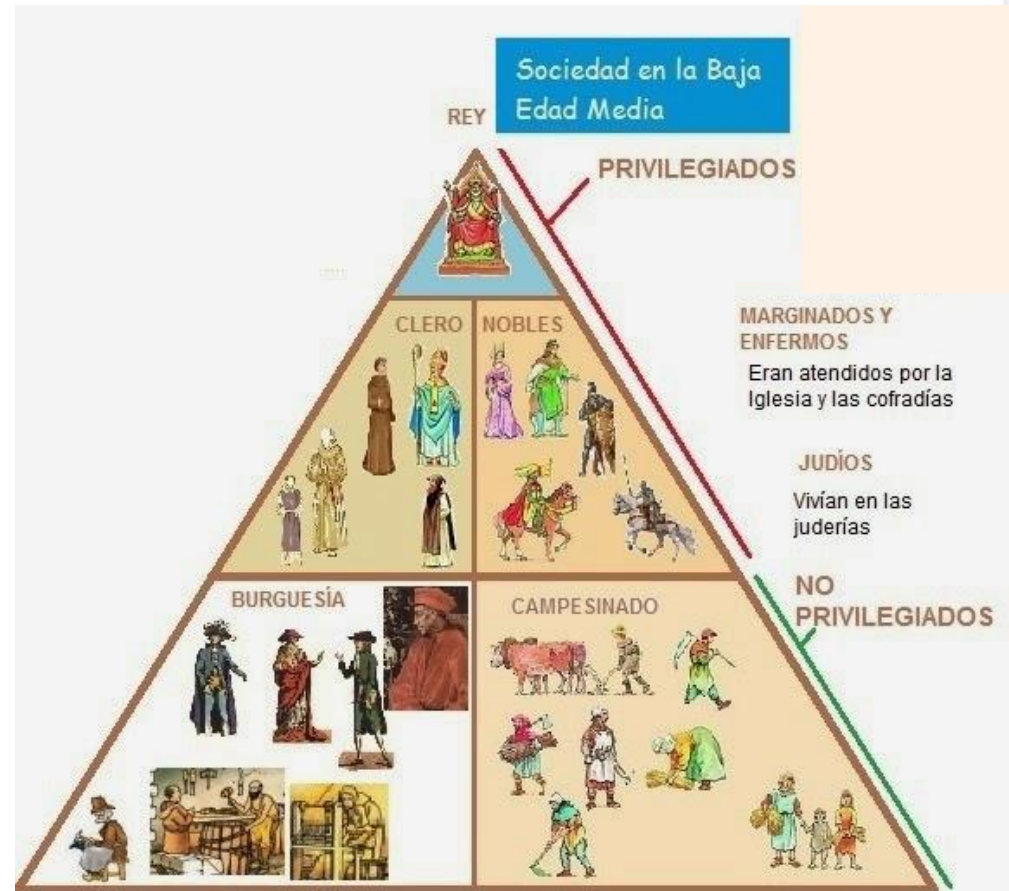 Sociedad en la Baja
Edad Media
REY
PRIVILEGIADOS
CLERO
NOBLES
MARGINADOS Y
ENFERMOS
Eran atendidos por la
Iglesia y las cofradías
JUDÍOS
Vivían en las
juderías
NO
PRIVILEGIADOS
BURGUESÍA
CAMPESINADO